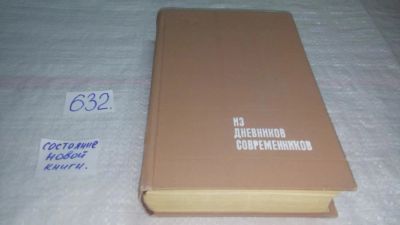 632.
состояние
новой
книги.
ИЗ
ДНЕВНИКОВ
СОВРЕМЕННИКОВ